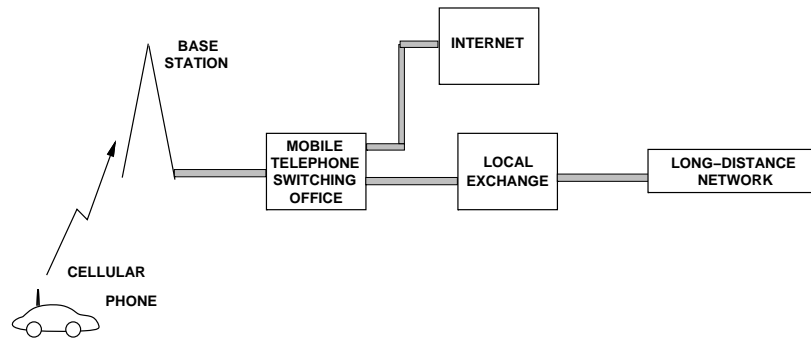 BASE
STATION
INTERNET
MOBILE
TELEPHONE
SWITCHING
OFFICE
LOCAL
EXCHANGE
LONG−DISTANCE
NETWORK
CELLULAR
PHONE